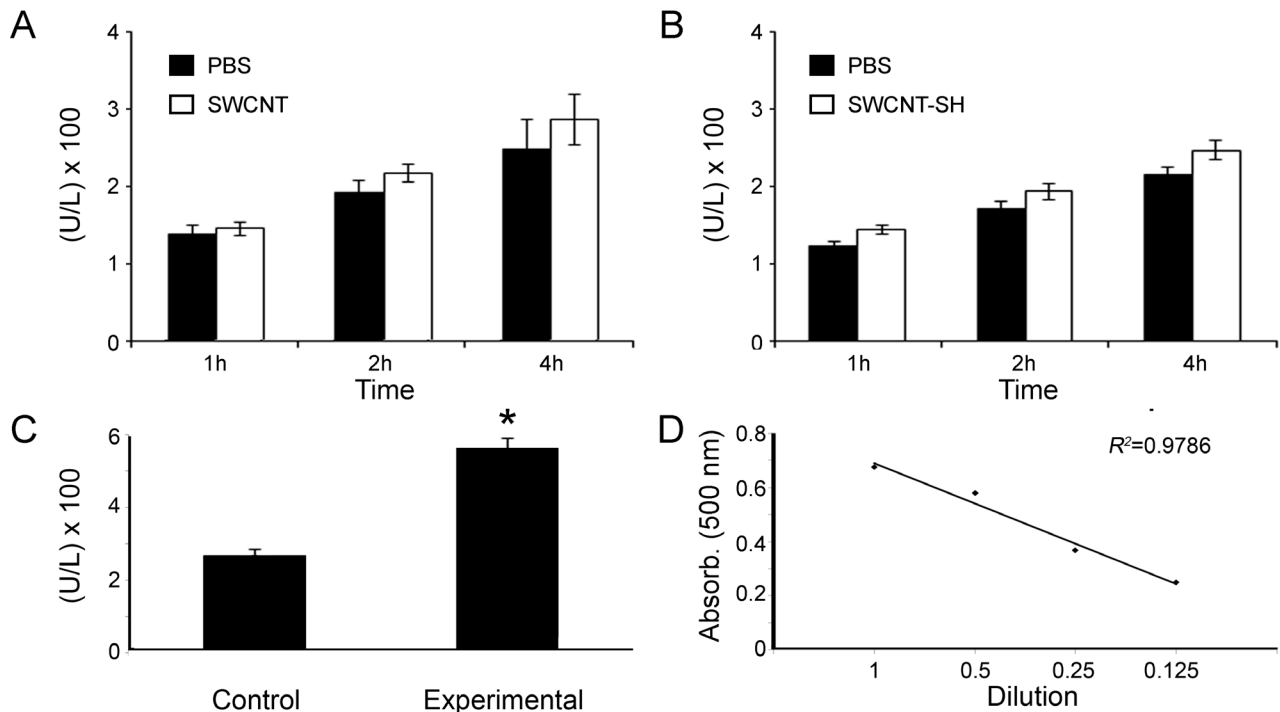 A
(U/L) x 100
4
3
2
1
0
PBS
SWCNT
1h 2h 4h
Time
B
(U/L) x 100
4
3
2
1
0
PBS
SWCNT-SH
1h 2h 4h
Time
C
(U/L) x 100
6
4
2
0
*
Control Experimental
D
Absorb. (500 nm)
0.8
0.6
0.4
0.2
0
R²=0.9786
1 0.5 0.25 0.125
Dilution